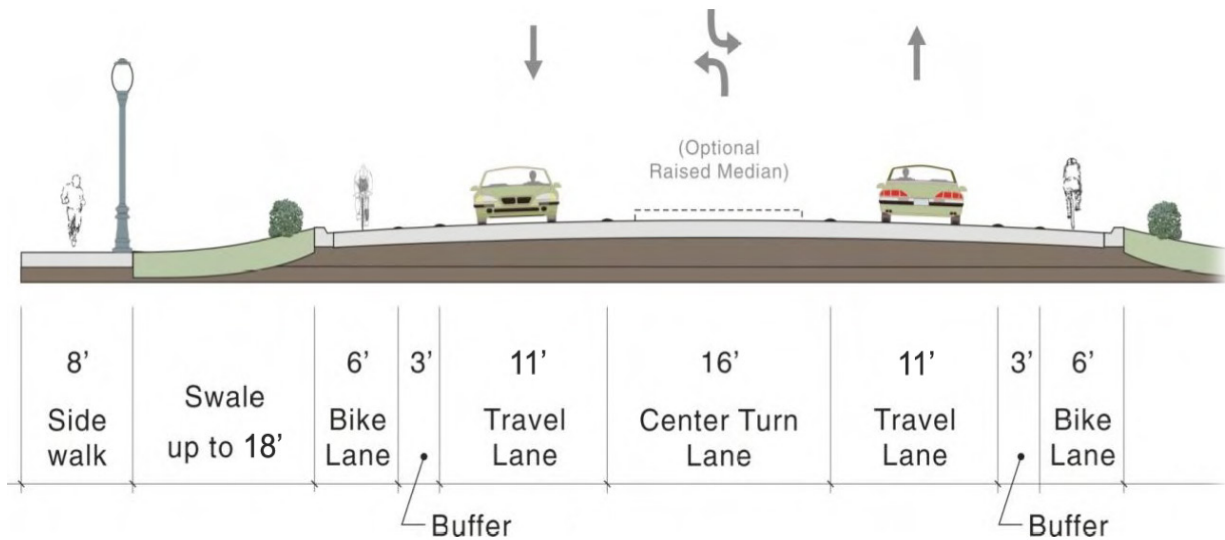 (Optional
Raised Median)
8’
Side
walk
Swale
up to 18’
6’
Bike
Lane
3’
Buffer
11’
Travel
Lane
16’
Center Turn
Lane
11’
Travel
Lane
3’
Buffer
6’
Bike
Lane